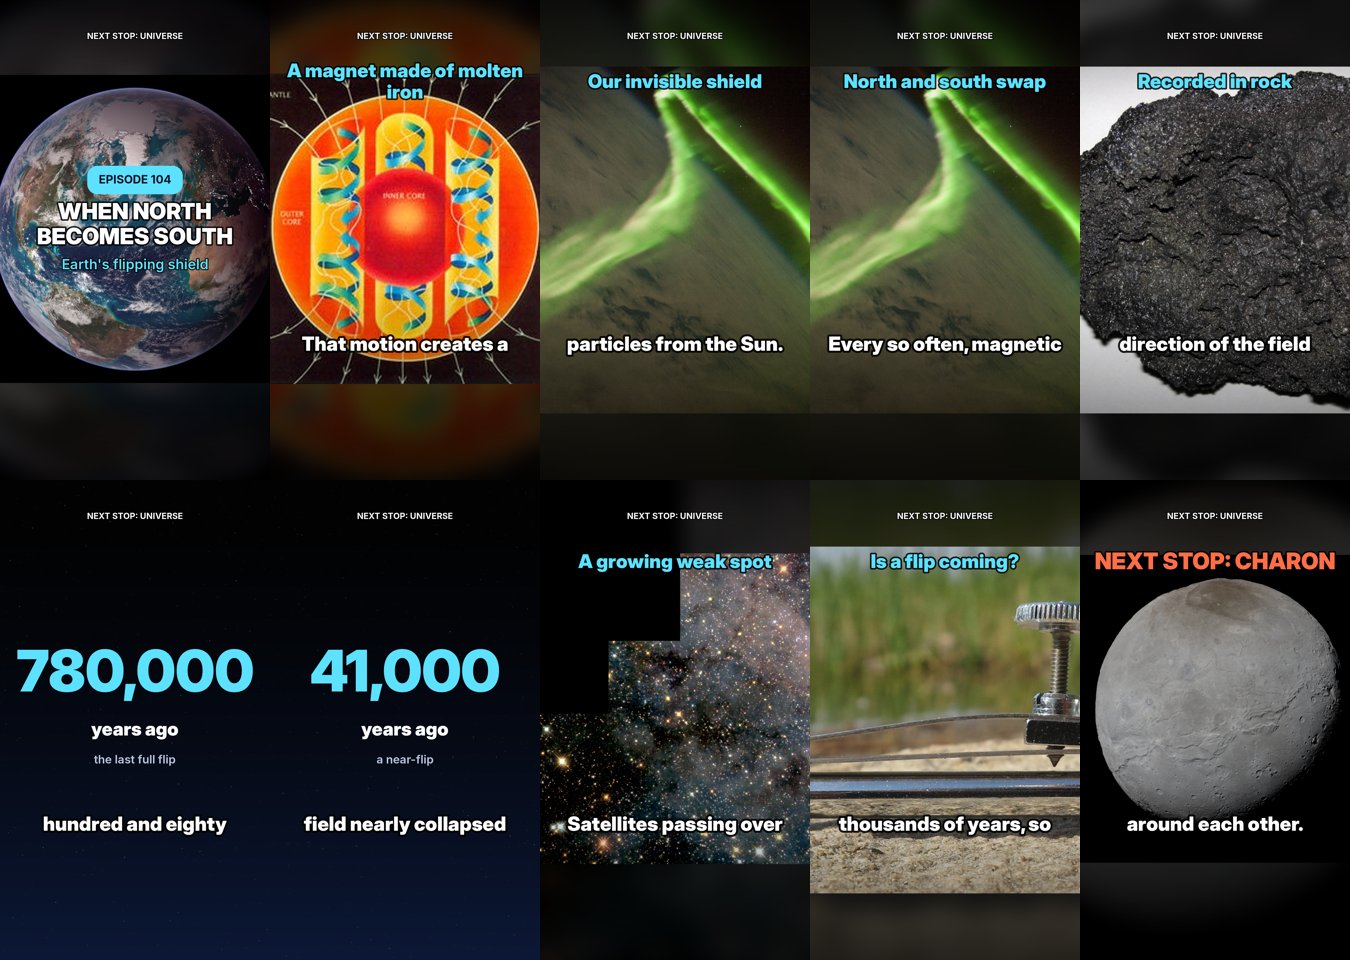 NEXT STOP: UNIVERSE
EPISODE 104
WHEN NORTH
BECOMES SOUTH
Earth's flipping shield
NEXT STOP: UNIVERSE
A magnet made of molten
iron
ANTLE
INNER CORE
OUTER
CORE
That motion creates a
NEXT STOP: UNIVERSE
Our invisible shield
particles from the Sun.
NEXT STOP: UNIVERSE
North and south swap
Every so often, magnetic
NEXT STOP: UNIVERSE
Recorded in rock
direction of the field
NEXT STOP: UNIVERSE
780,000
years ago
the last full flip
hundred and eighty
NEXT STOP: UNIVERSE
41,000
years ago
a near-flip
field nearly collapsed
NEXT STOP: UNIVERSE
A growing weak spot
Satellites passing over
NEXT STOP: UNIVERSE
Is a flip coming?
thousands of years, so
NEXT STOP: UNIVERSE
NEXT STOP: CHARON
around each other.